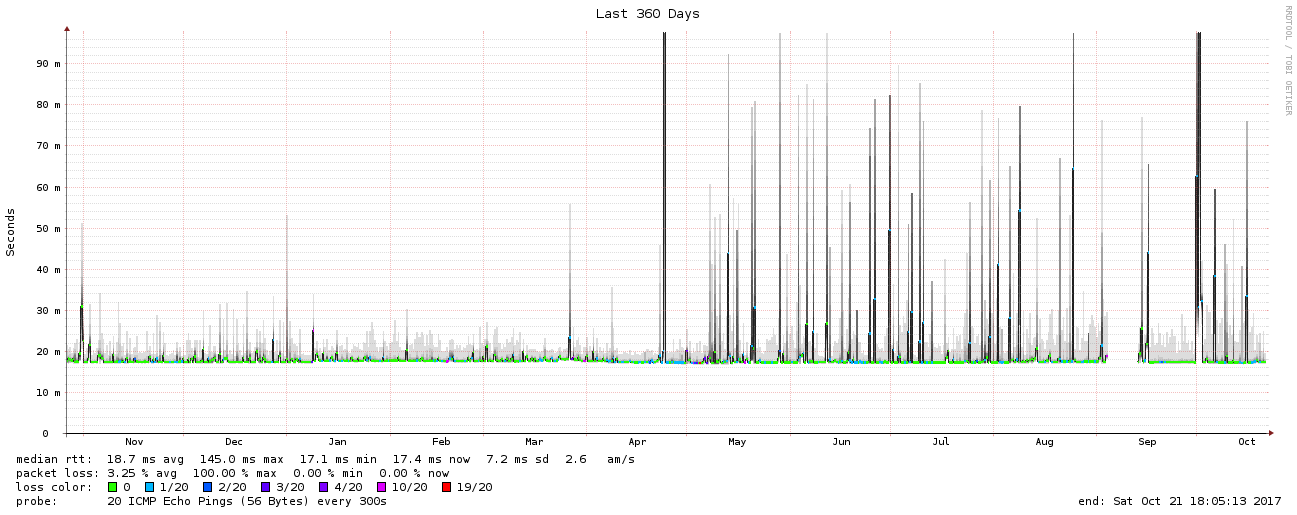 Last 360 Days
RRDTOOL / TOBI OETIKER
Seconds
90 m
80 m
70 m
60 m
50 m
40 m
30 m
20 m
10 m
0
Nov Dec Jan Feb Mar Apr May Jun Jul Aug Sep Oct
median rtt: 18.7 ms avg 145.0 ms max 17.1 ms min 17.4 ms now 7.2 ms sd 2.6 am/s
packet loss: 3.25 % avg 100.00 % max 0.00 % min 0.00 % now
loss color: 0 1/20 2/20 3/20 4/20 10/20 19/20
probe: 20 ICMP Echo Pings (56 Bytes) every 300s end: Sat Oct 21 18:05:13 2017